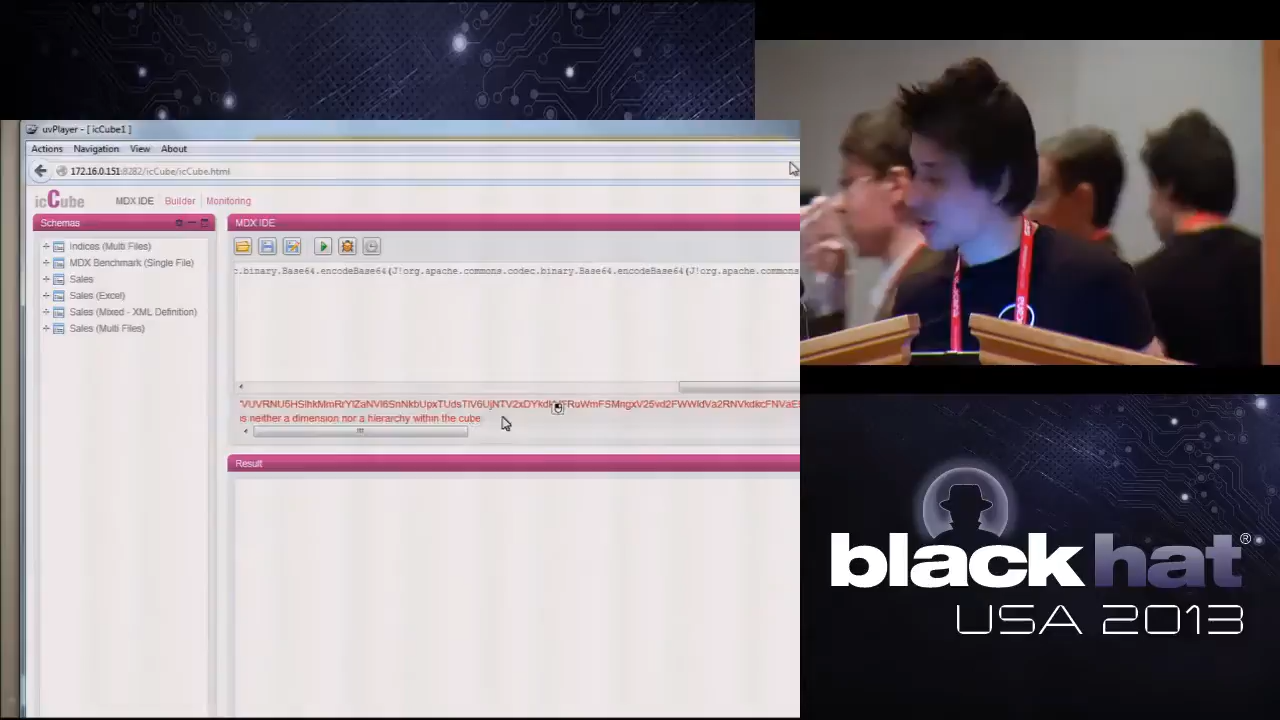 uvPlayer - [ icCube1 ]
Actions Navigation View About
172.16.0.151:8282/icCube/icCube.html
icCube MDX IDE Builder Monitoring
Schemas
Indices (Multi Files)
MDX Benchmark (Single File)
Sales
Sales (Excel)
Sales (Mixed - XML Definition)
Sales (Multi Files)
MDX IDE
c.binary.Base64.encodeBase64(J!org.apache.commons.codec.binary.Base64.encodeBase64(J!org.apache.commons
is neither a dimension nor a hierarchy within the cube
Result
black hat®
USA 2013